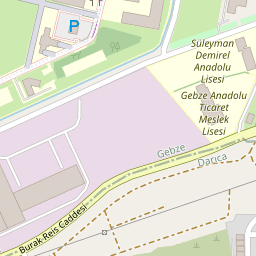 P
Süleyman
Demirel
Anadolu
Lisesi
Gebze Anadolu
Ticaret
Meslek
Lisesi
Gebze
Darıca
Burak Reis Caddesi